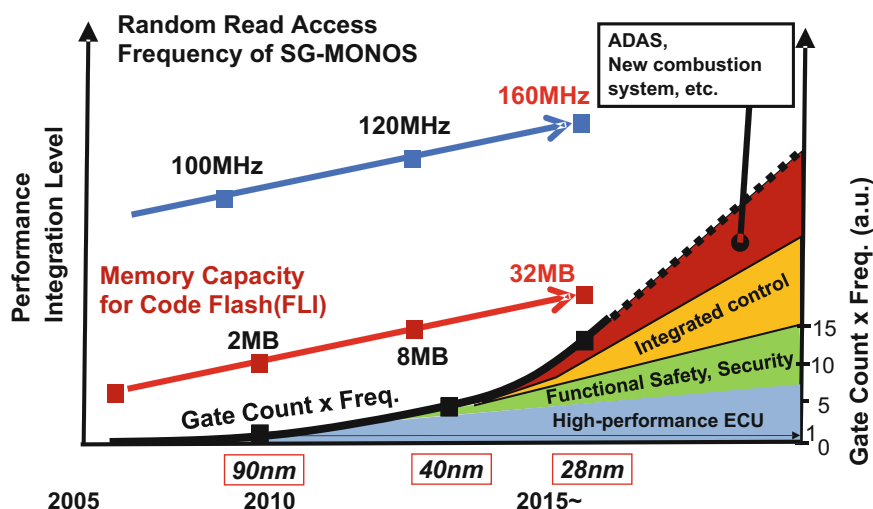 Random Read Access
Frequency of SG-MONOS
ADAS,
New combustion
system, etc.
160MHz
120MHz
100MHz
Performance
Integration Level
Memory Capacity
for Code Flash(FLI)
32MB
2MB
8MB
Gate Count x Freq.
Integrated control
Functional Safety, Security
High-performance ECU
15
10
5
1
0
Gate Count x Freq. (a.u.)
90nm
40nm
28nm
2005
2010
2015~